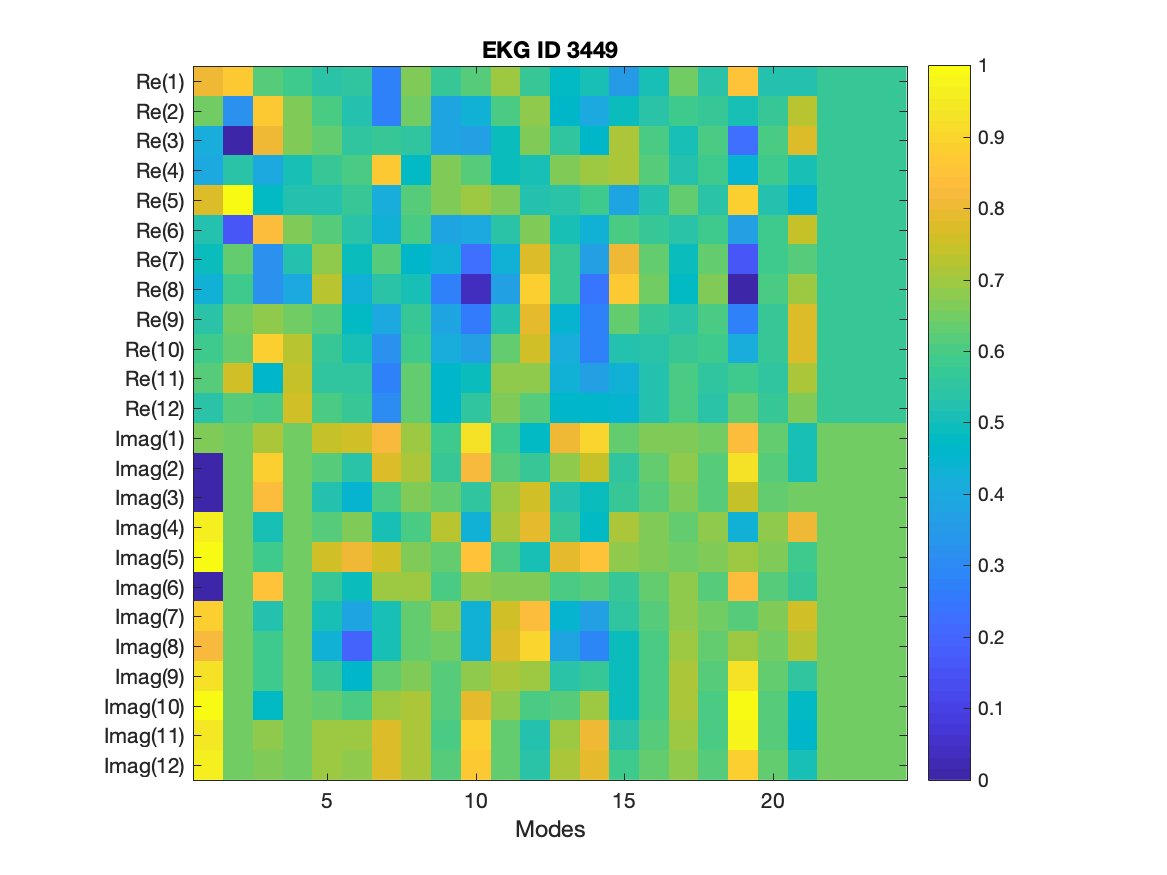 EKG ID 3449
Re(1)
Re(2)
Re(3)
Re(4)
Re(5)
Re(6)
Re(7)
Re(8)
Re(9)
Re(10)
Re(11)
Re(12)
Imag(1)
Imag(2)
Imag(3)
Imag(4)
Imag(5)
Imag(6)
Imag(7)
Imag(8)
Imag(9)
Imag(10)
Imag(11)
Imag(12)
5 10 15 20
Modes
1
0.9
0.8
0.7
0.6
0.5
0.4
0.3
0.2
0.1
0